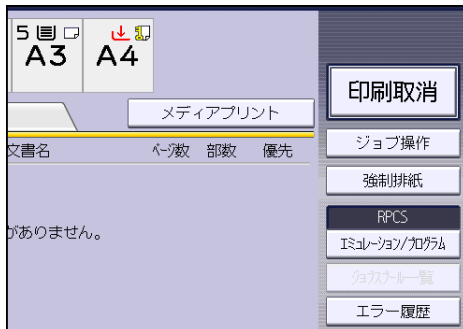 5
A3 A4
印刷取消
メディアプリント
ジョブ操作
文書名 ページ数 部数 優先
強制排紙
がありません。
RPCS
エミュレーション/プログラム
ジョブスプール一覧
エラー履歴